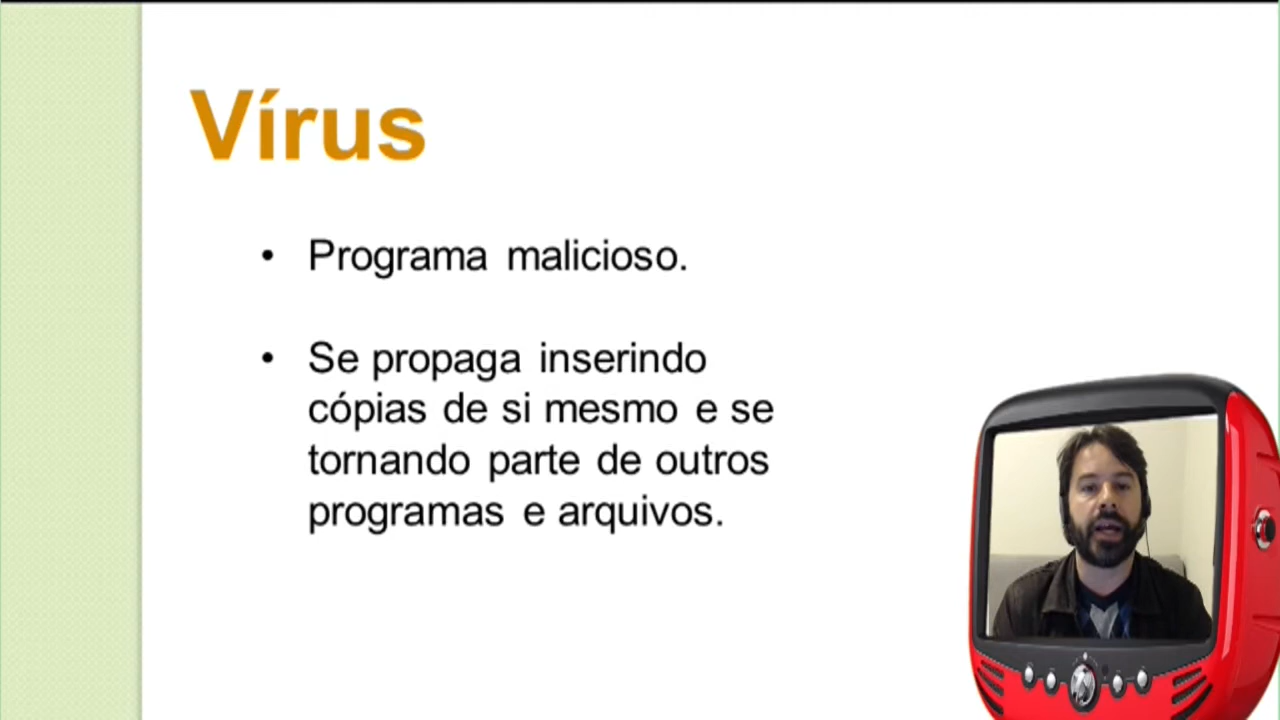 Vírus
• Programa malicioso.
• Se propaga inserindo
cópias de si mesmo e se
tornando parte de outros
programas e arquivos.